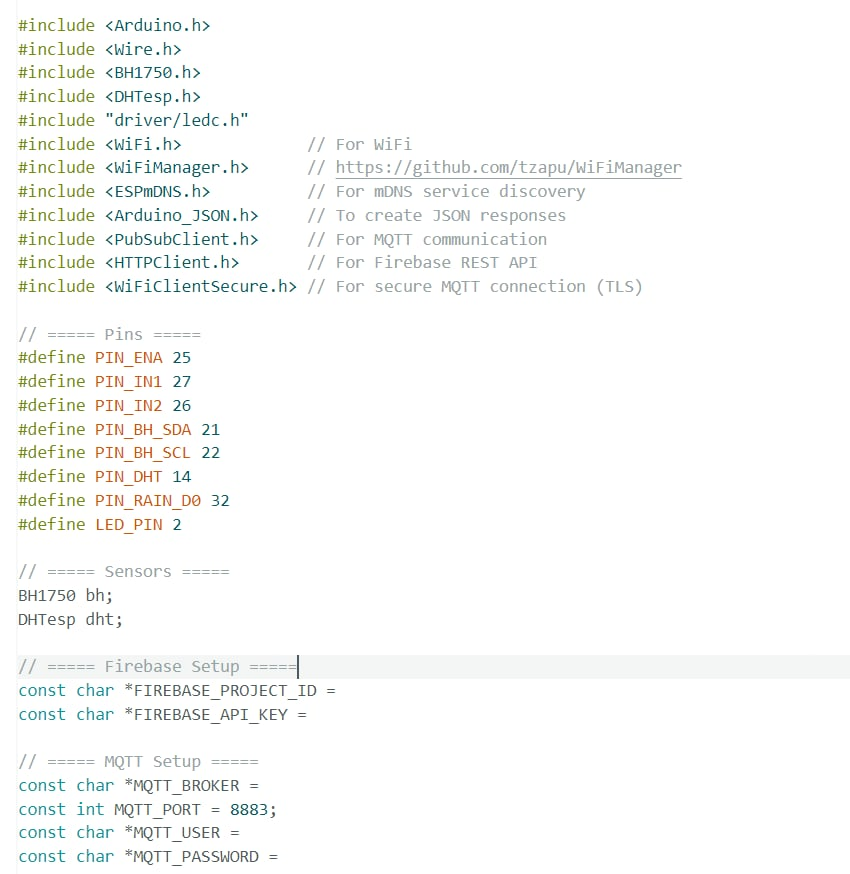 #include <Arduino.h>
#include <Wire.h>
#include <BH1750.h>
#include <DHTesp.h>
#include "driver/ledc.h"
#include <WiFi.h>             // For WiFi
#include <WiFiManager.h>      // https://github.com/tzapu/WiFiManager
#include <ESPmDNS.h>          // For mDNS service discovery
#include <Arduino_JSON.h>     // To create JSON responses
#include <PubSubClient.h>     // For MQTT communication
#include <HTTPClient.h>       // For Firebase REST API
#include <WiFiClientSecure.h> // For secure MQTT connection (TLS)

// ===== Pins =====
#define PIN_ENA 25
#define PIN_IN1 27
#define PIN_IN2 26
#define PIN_BH_SDA 21
#define PIN_BH_SCL 22
#define PIN_DHT 14
#define PIN_RAIN_D0 32
#define LED_PIN 2

// ===== Sensors =====
BH1750 bh;
DHTesp dht;

// ===== Firebase Setup =====
const char *FIREBASE_PROJECT_ID =
const char *FIREBASE_API_KEY =

// ===== MQTT Setup =====
const char *MQTT_BROKER =
const int MQTT_PORT = 8883;
const char *MQTT_USER =
const char *MQTT_PASSWORD =